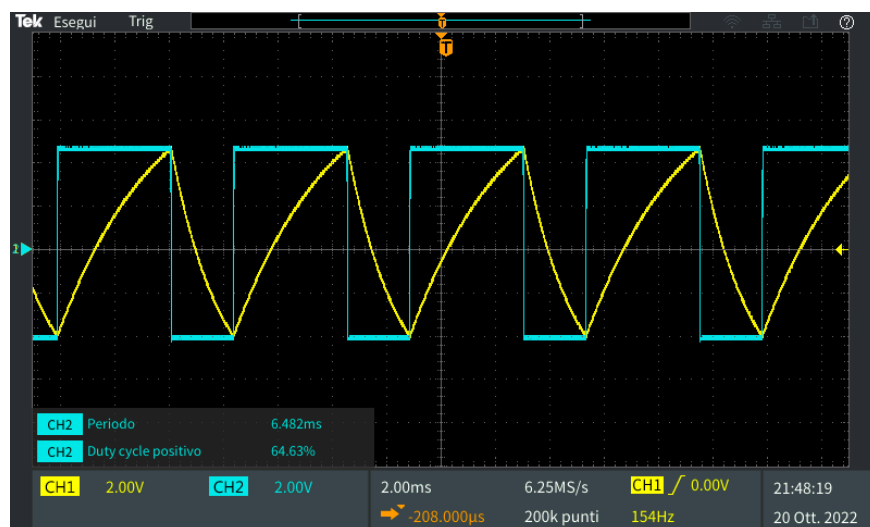 Tek Esegui Trig
T
1
CH2 Periodo 6.482ms
CH2 Duty cycle positivo 64.63%
CH1 2.00V CH2 2.00V
2.00ms 6.25MS/s CH1 0.00V 21:48:19
-208.000µs 200k punti 154Hz 20 Ott. 2022